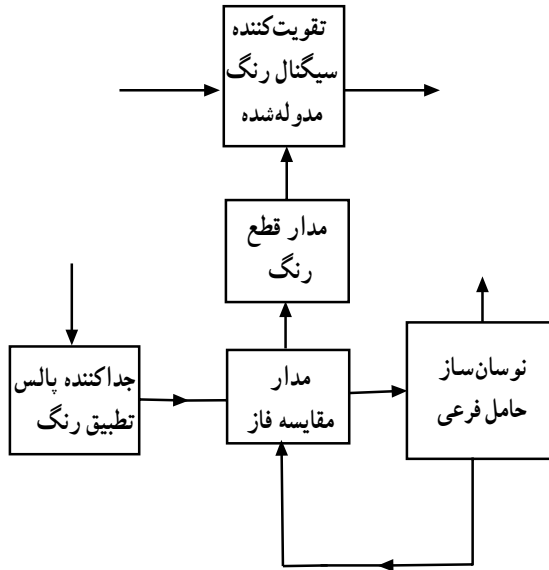 تقویت‌کننده
سیگنال رنگ
مدوله‌شده
مدار قطع
رنگ
جداکننده پالس
تطبیق رنگ
مدار
مقایسه فاز
نوسان‌ساز
حامل فرعی